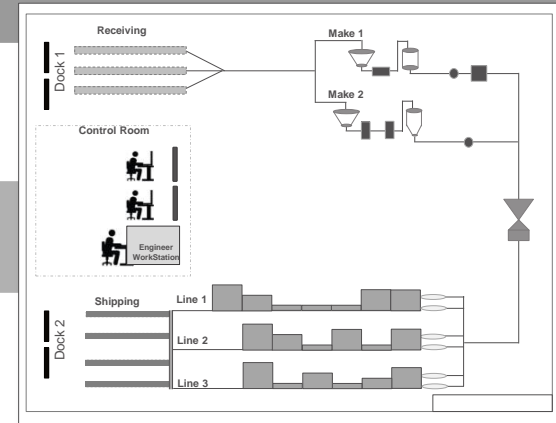 Receiving
Dock 1
Make 1
Make 2
Control Room
Engineer
WorkStation
Shipping
Dock 2
Line 1
Line 2
Line 3